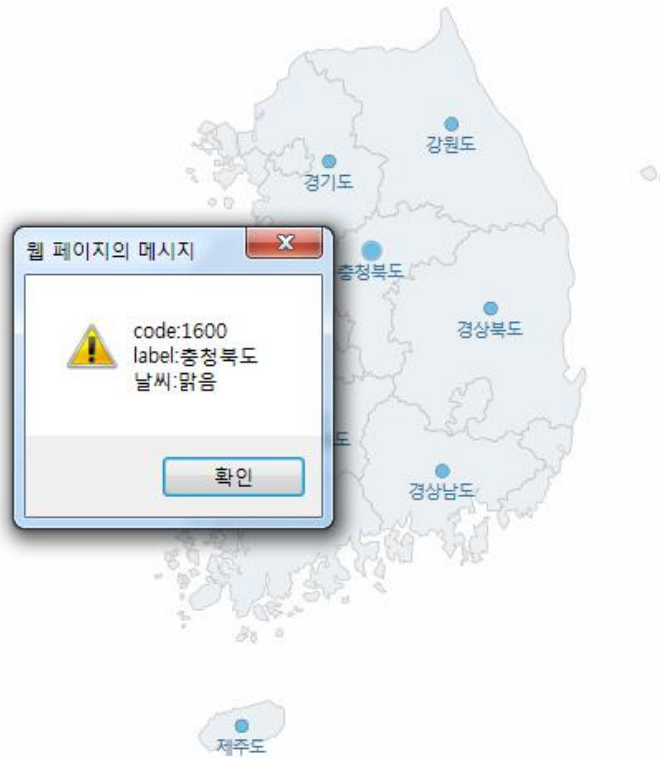 강원도
경기도
웹 페이지의 메시지
충청북도
code:1600
label:충청북도
날씨:맑음
경상북도
도
확인
경상남도
제주도